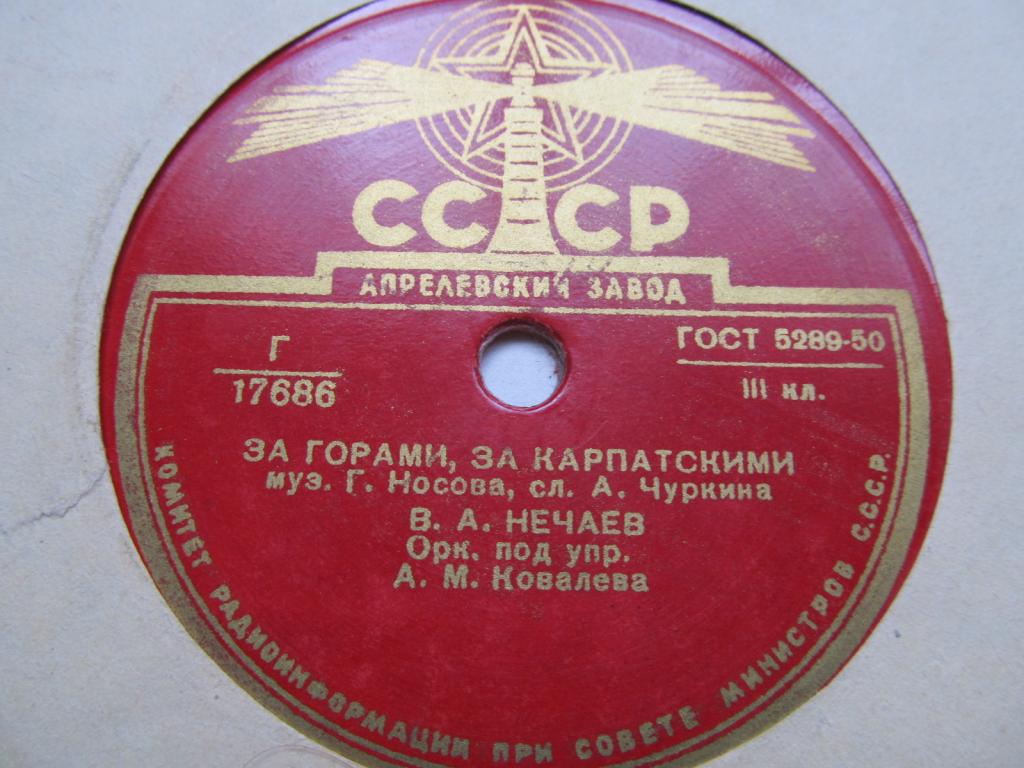 СССР
АПРЕЛЕВСКИЙ ЗАВОД
Г
17686
ГОСТ 5289-50
III кл.
ЗА ГОРАМИ, ЗА КАРПАТСКИМИ
муз. Г. Носова, сл. А. Чуркина
В. А. НЕЧАЕВ
Орк. под упр.
А. М. Ковалева
КОМИТЕТ РАДИОИНФОРМАЦИИ ПРИ СОВЕТЕ МИНИСТРОВ С.С.С.Р.